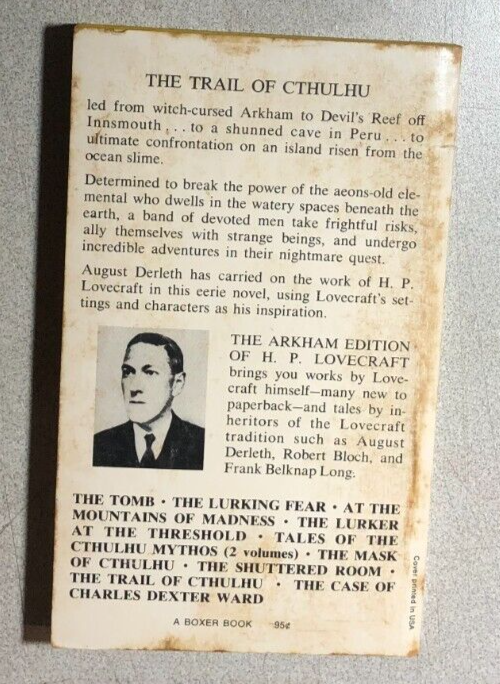 THE TRAIL OF CTHULHU
led from witch-cursed Arkham to Devil's Reef off
Innsmouth . . . to a shunned cave in Peru . . . to
ultimate confrontation on an island risen from the
ocean slime.
Determined to break the power of the aeons-old ele-
mental who dwells in the watery spaces beneath the
earth, a band of devoted men take frightful risks,
ally themselves with strange beings, and undergo
incredible adventures in their nightmare quest.
August Derleth has carried on the work of H. P.
Lovecraft in this eerie novel, using Lovecraft's set-
tings and characters as his inspiration.
THE ARKHAM EDITION
OF H. P. LOVECRAFT
brings you works by Love-
craft himself—many new to
paperback—and tales by in-
heritors of the Lovecraft
tradition such as August
Derleth, Robert Bloch, and
Frank Belknap Long.
THE TOMB · THE LURKING FEAR · AT THE
MOUNTAINS OF MADNESS · THE LURKER
AT THE THRESHOLD · TALES OF THE
CTHULHU MYTHOS (2 volumes) · THE MASK
OF CTHULHU · THE SHUTTERED ROOM ·
THE TRAIL OF CTHULHU · THE CASE OF
CHARLES DEXTER WARD
A BOXER BOOK 95¢
Cover printed in USA